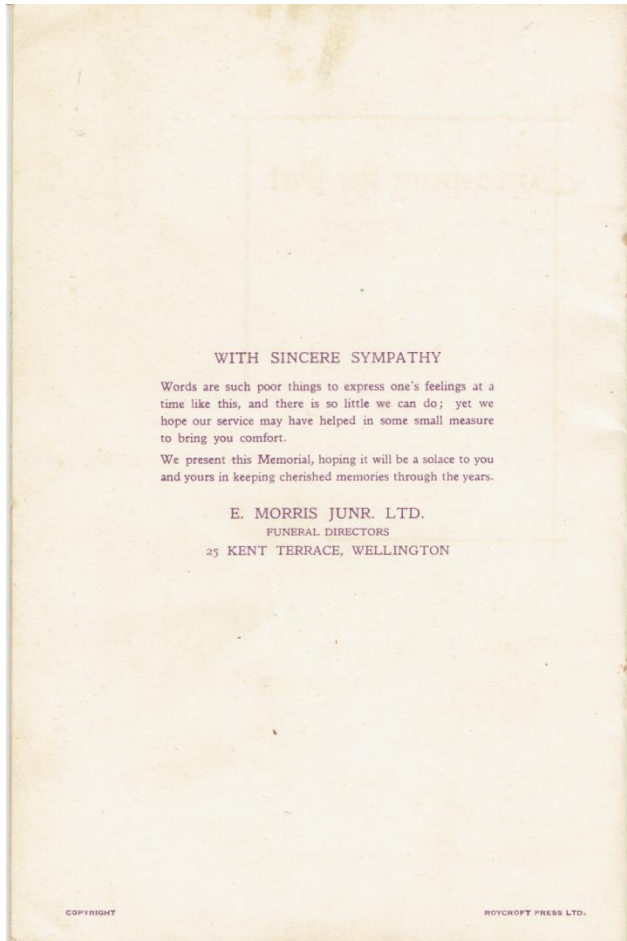 WITH SINCERE SYMPATHY
Words are such poor things to express one's feelings at a
time like this, and there is so little we can do; yet we
hope our service may have helped in some small measure
to bring you comfort.
We present this Memorial, hoping it will be a solace to you
and yours in keeping cherished memories through the years.
E. MORRIS JUNR. LTD.
FUNERAL DIRECTORS
25 KENT TERRACE, WELLINGTON
COPYRIGHT
ROYCROFT PRESS LTD.